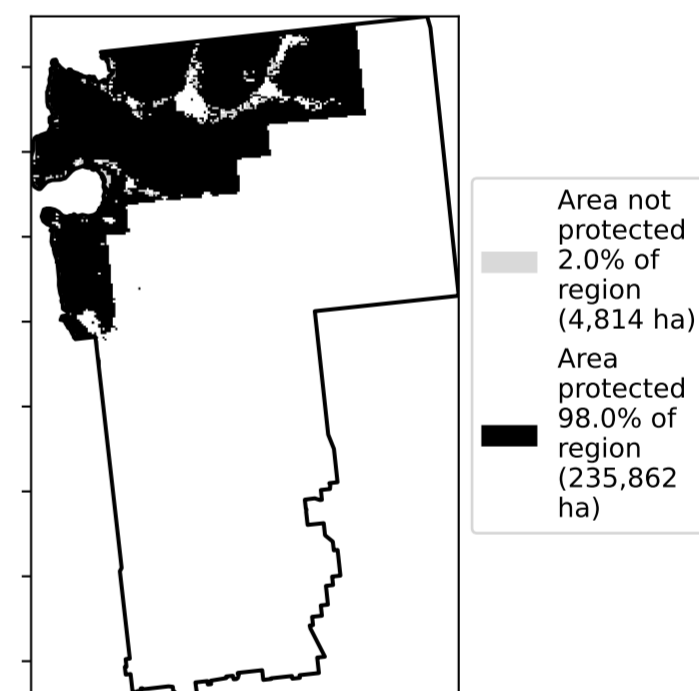 Area not
protected
2.0% of
region
(4,814 ha)
Area
protected
98.0% of
region
(235,862
ha)